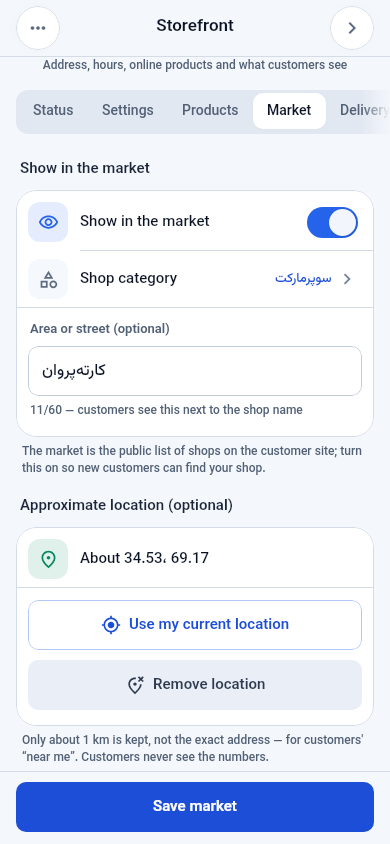 Storefront
Address, hours, online products and what customers see
Status Settings Products Market Delivery
Show in the market
Show in the market
Shop category سوپرمارکت
Area or street (optional)
کارته‌پروان
11/60 — customers see this next to the shop name
The market is the public list of shops on the customer site; turn
this on so new customers can find your shop.
Approximate location (optional)
About 34.53، 69.17
Use my current location
Remove location
Only about 1 km is kept, not the exact address — for customers'
“near me”. Customers never see the numbers.
Save market